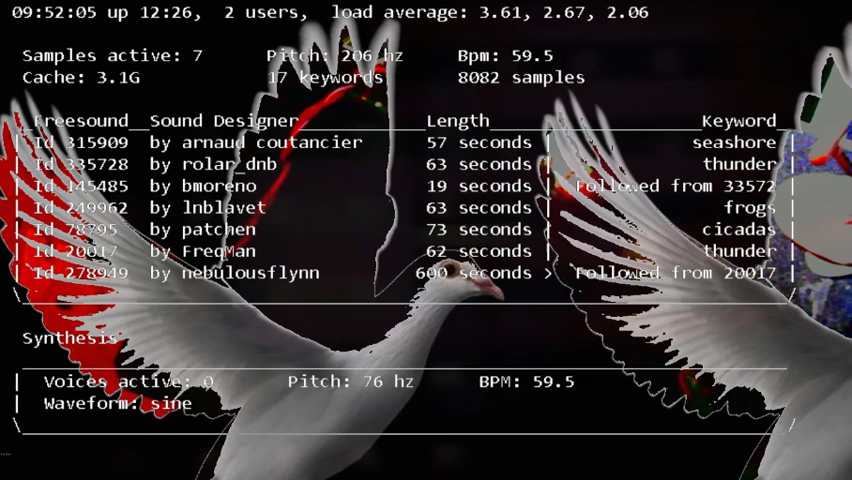 09:52:05 up 12:26, 2 users, load average: 3.61, 2.67, 2.06
Samples active: 7 Pitch: 206 hz Bpm: 59.5
Cache: 3.1G 17 keywords 8082 samples
Freesound Sound Designer Length Keyword
Id 315909 by arnaud coutancier 57 seconds seashore
Id 335728 by rolar_dnb 63 seconds thunder
Id 145485 by bmoreno 19 seconds Followed from 33572
Id 249962 by lnblavet 63 seconds frogs
Id 78795 by patchen 73 seconds cicadas
Id 20017 by FreqMan 62 seconds thunder
Id 278949 by nebulousflynn 600 seconds > Followed from 20017
Synthesis
Voices active: 0 Pitch: 76 hz BPM: 59.5
Waveform: sine